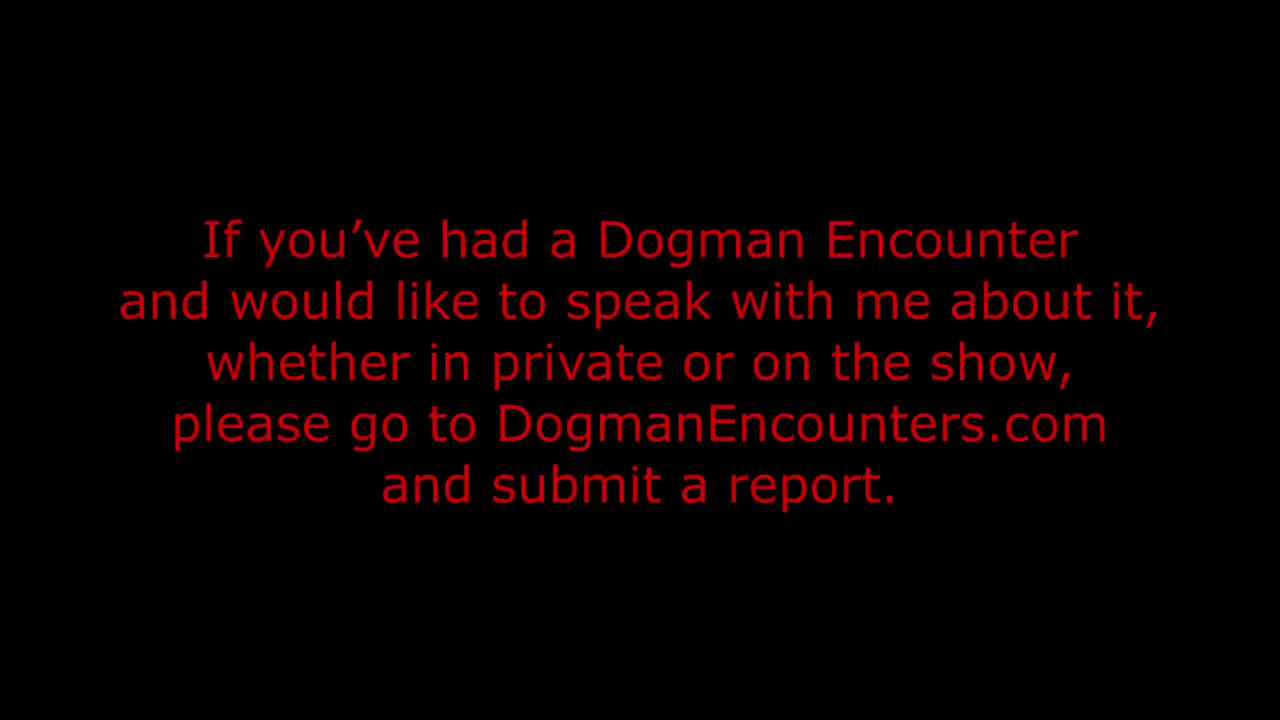 If you’ve had a Dogman Encounter
and would like to speak with me about it,
whether in private or on the show,
please go to DogmanEncounters.com
and submit a report.